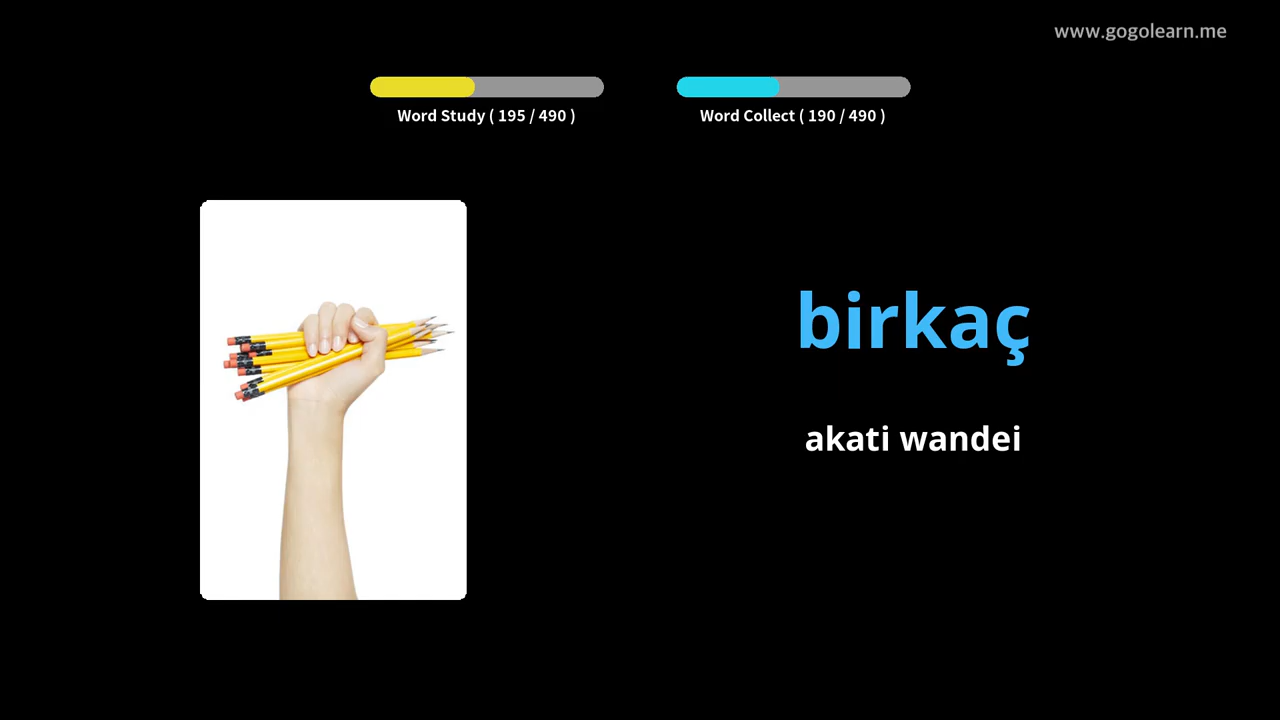 www.gogolearn.me
Word Study ( 195 / 490 )
Word Collect ( 190 / 490 )
birkaç
akati wandei